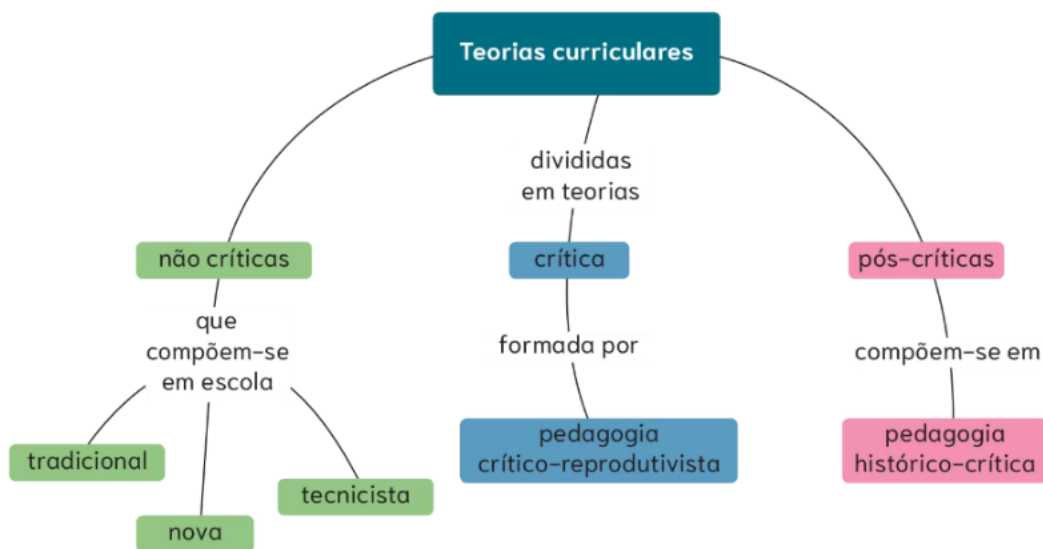 Teorias curriculares
divididas
em teorias
não críticas
crítica
pós-críticas
que
compõem-se
em escola
formada por
compõem-se em
tradicional
nova
tecnicista
pedagogia
crítico-reprodutivista
pedagogia
histórico-crítica